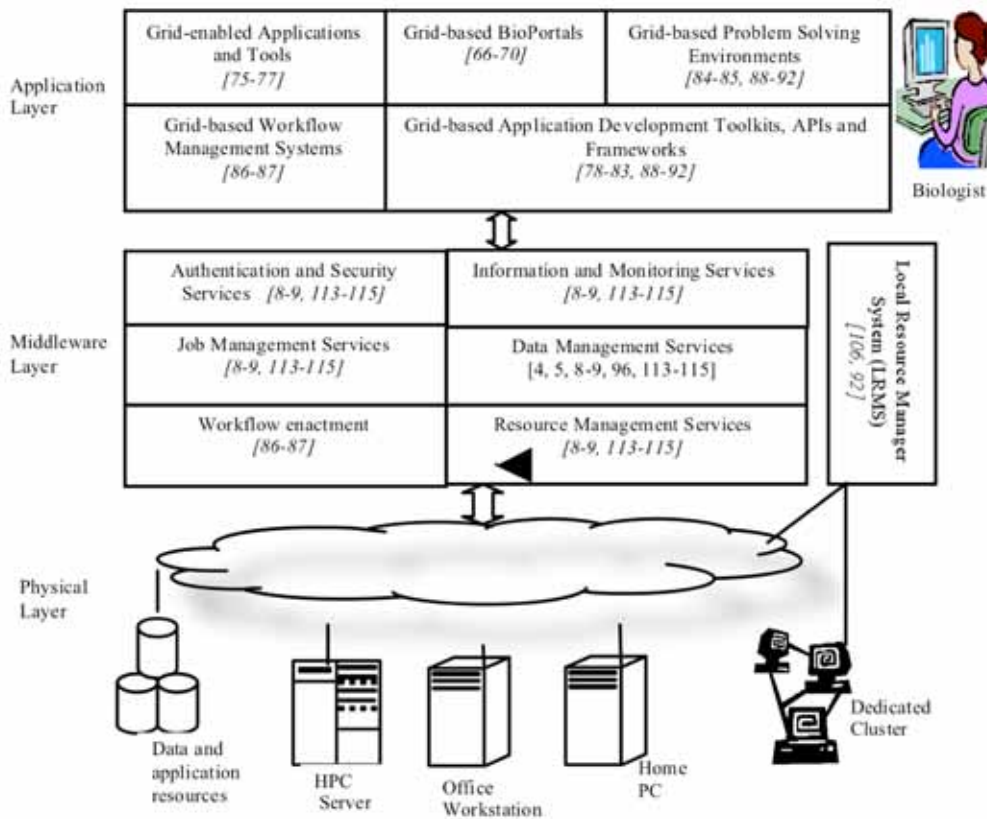 Application
Layer
Grid-enabled Applications
and Tools
[75-77]
Grid-based BioPortals
[66-70]
Grid-based Problem Solving
Environments
[84-85, 88-92]
Grid-based Workflow
Management Systems
[86-87]
Grid-based Application Development Toolkits, APIs and
Frameworks
[78-83, 88-92]
Biologist
Middleware
Layer
Authentication and Security
Services [8-9, 113-115]
Information and Monitoring Services
[8-9, 113-115]
Job Management Services
[8-9, 113-115]
Data Management Services
[4, 5, 8-9, 96, 113-115]
Workflow enactment
[86-87]
Resource Management Services
[8-9, 113-115]
Local Resource Manager
System (LRMS)
[106, 92]
Physical
Layer
Data and
application
resources
HPC
Server
Office
Workstation
Home
PC
Dedicated
Cluster